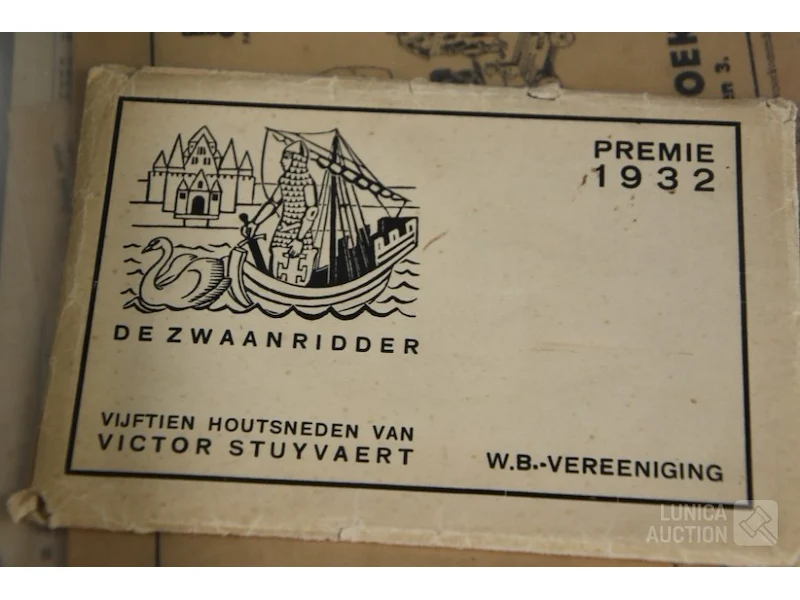 PREMIE
1932
DE ZWAANRIDDER
VIJFTIEN HOUTSNEDEN VAN
VICTOR STUYVAERT
W.B.-VEREENIGING
LUNICA
AUCTION